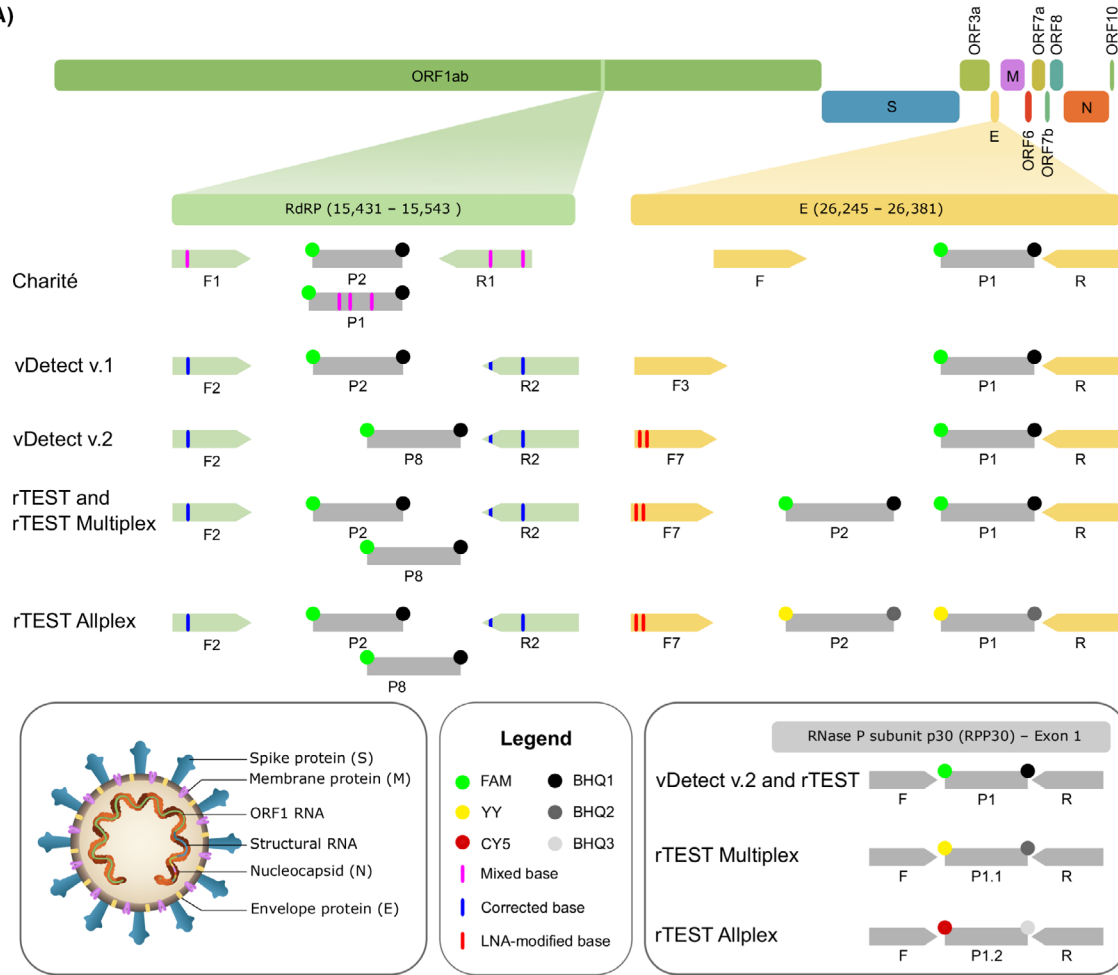 A)
ORF1ab
S
ORF3a
E
M
ORF6
ORF7a
ORF7b
ORF8
N
ORF10
RdRP (15,431 – 15,543 )
E (26,245 – 26,381)
Charité
F1
P2
P1
R1
F
P1
R
vDetect v.1
F2
P2
R2
F3
P1
R
vDetect v.2
F2
P8
R2
F7
P1
R
rTEST and
rTEST Multiplex
F2
P2
P8
R2
F7
P2
P1
R
rTEST Allplex
F2
P2
P8
R2
F7
P2
P1
R
Spike protein (S)
Membrane protein (M)
ORF1 RNA
Structural RNA
Nucleocapsid (N)
Envelope protein (E)
Legend
FAM
BHQ1
YY
BHQ2
CY5
BHQ3
Mixed base
Corrected base
LNA-modified base
RNase P subunit p30 (RPP30) – Exon 1
vDetect v.2 and rTEST
F
P1
R
rTEST Multiplex
F
P1.1
R
rTEST Allplex
F
P1.2
R